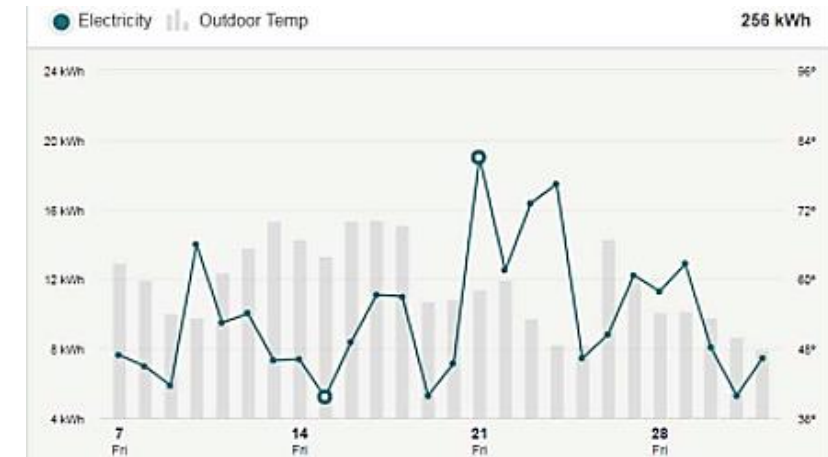 Electricity Outdoor Temp 256 kWh
24 kWh 96°
20 kWh 84°
16 kWh 72°
12 kWh 60°
8 kWh 48°
4 kWh 36°
7 14 21 28
Fri Fri Fri Fri